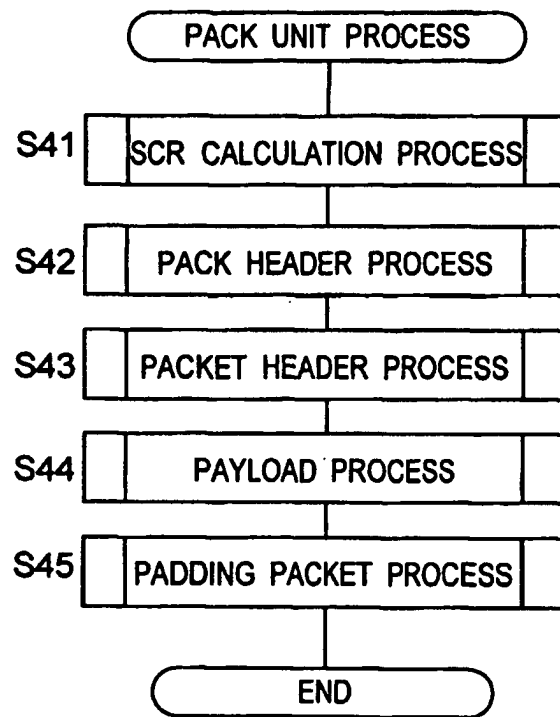 PACK UNIT PROCESS
S41 SCR CALCULATION PROCESS
S42 PACK HEADER PROCESS
S43 PACKET HEADER PROCESS
S44 PAYLOAD PROCESS
S45 PADDING PACKET PROCESS
END